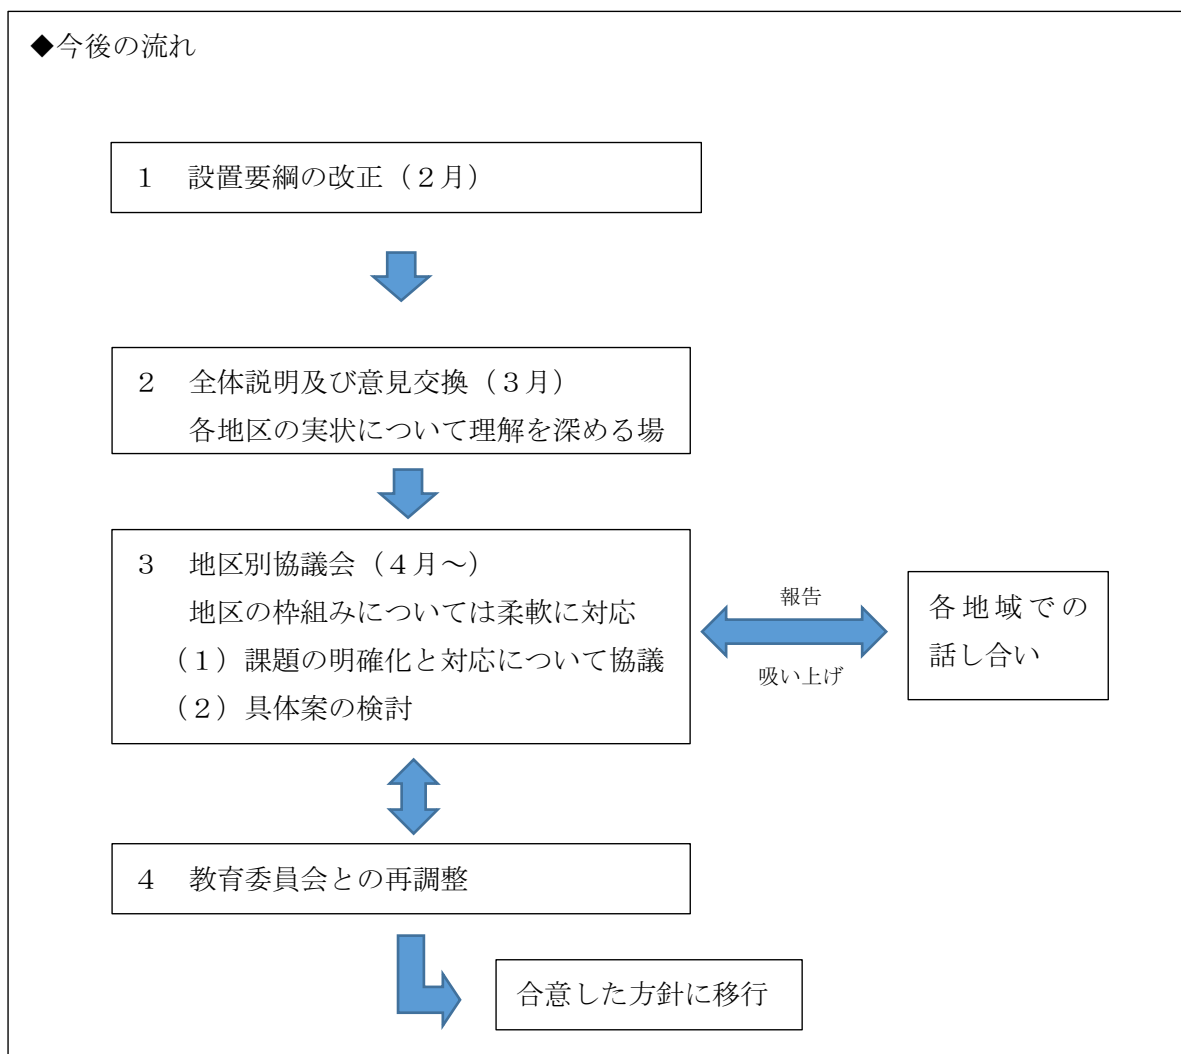 ◆今後の流れ
１　設置要綱の改正（２月）
２　全体説明及び意見交換（３月）
各地区の実状について理解を深める場
３　地区別協議会（４月～）
地区の枠組みについては柔軟に対応
（１）課題の明確化と対応について協議
（２）具体案の検討
報告
吸い上げ
各地域での
話し合い
４　教育委員会との再調整
合意した方針に移行